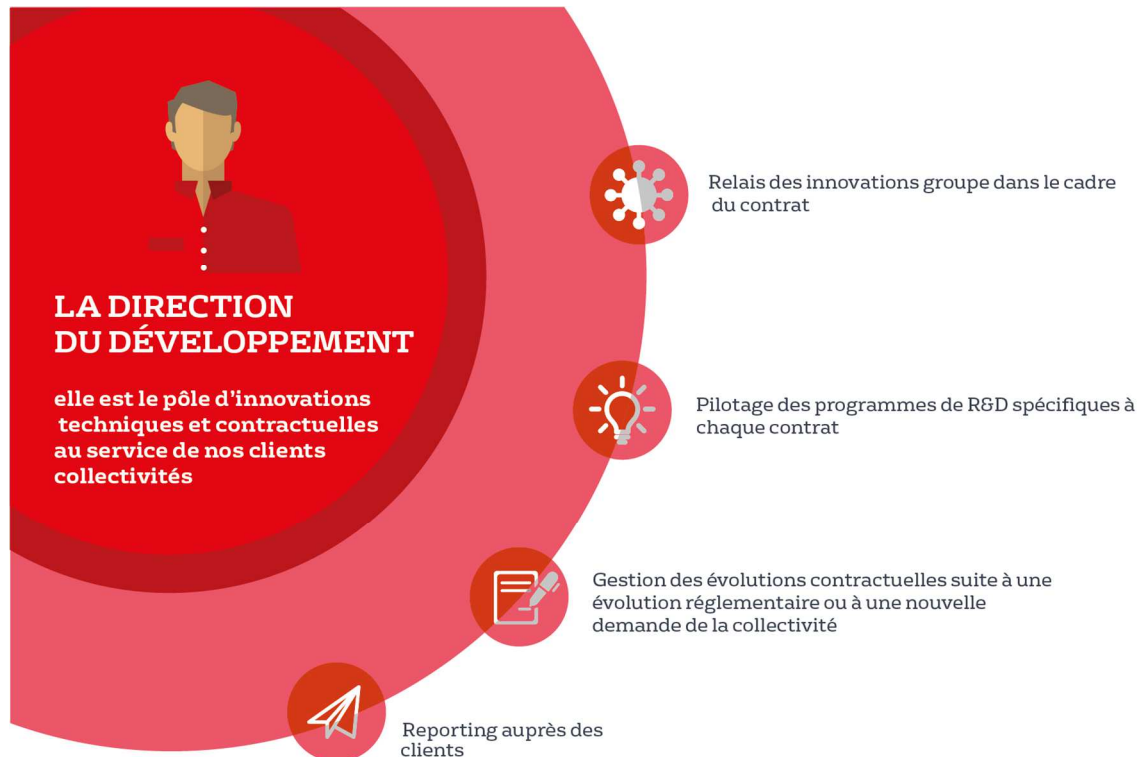 LA DIRECTION
DU DÉVELOPPEMENT
elle est le pôle d'innovations
techniques et contractuelles
au service de nos clients
collectivités
Relais des innovations groupe dans le cadre
du contrat
Pilotage des programmes de R&D spécifiques à
chaque contrat
Gestion des évolutions contractuelles suite à une
évolution réglementaire ou à une nouvelle
demande de la collectivité
Reporting auprès des
clients